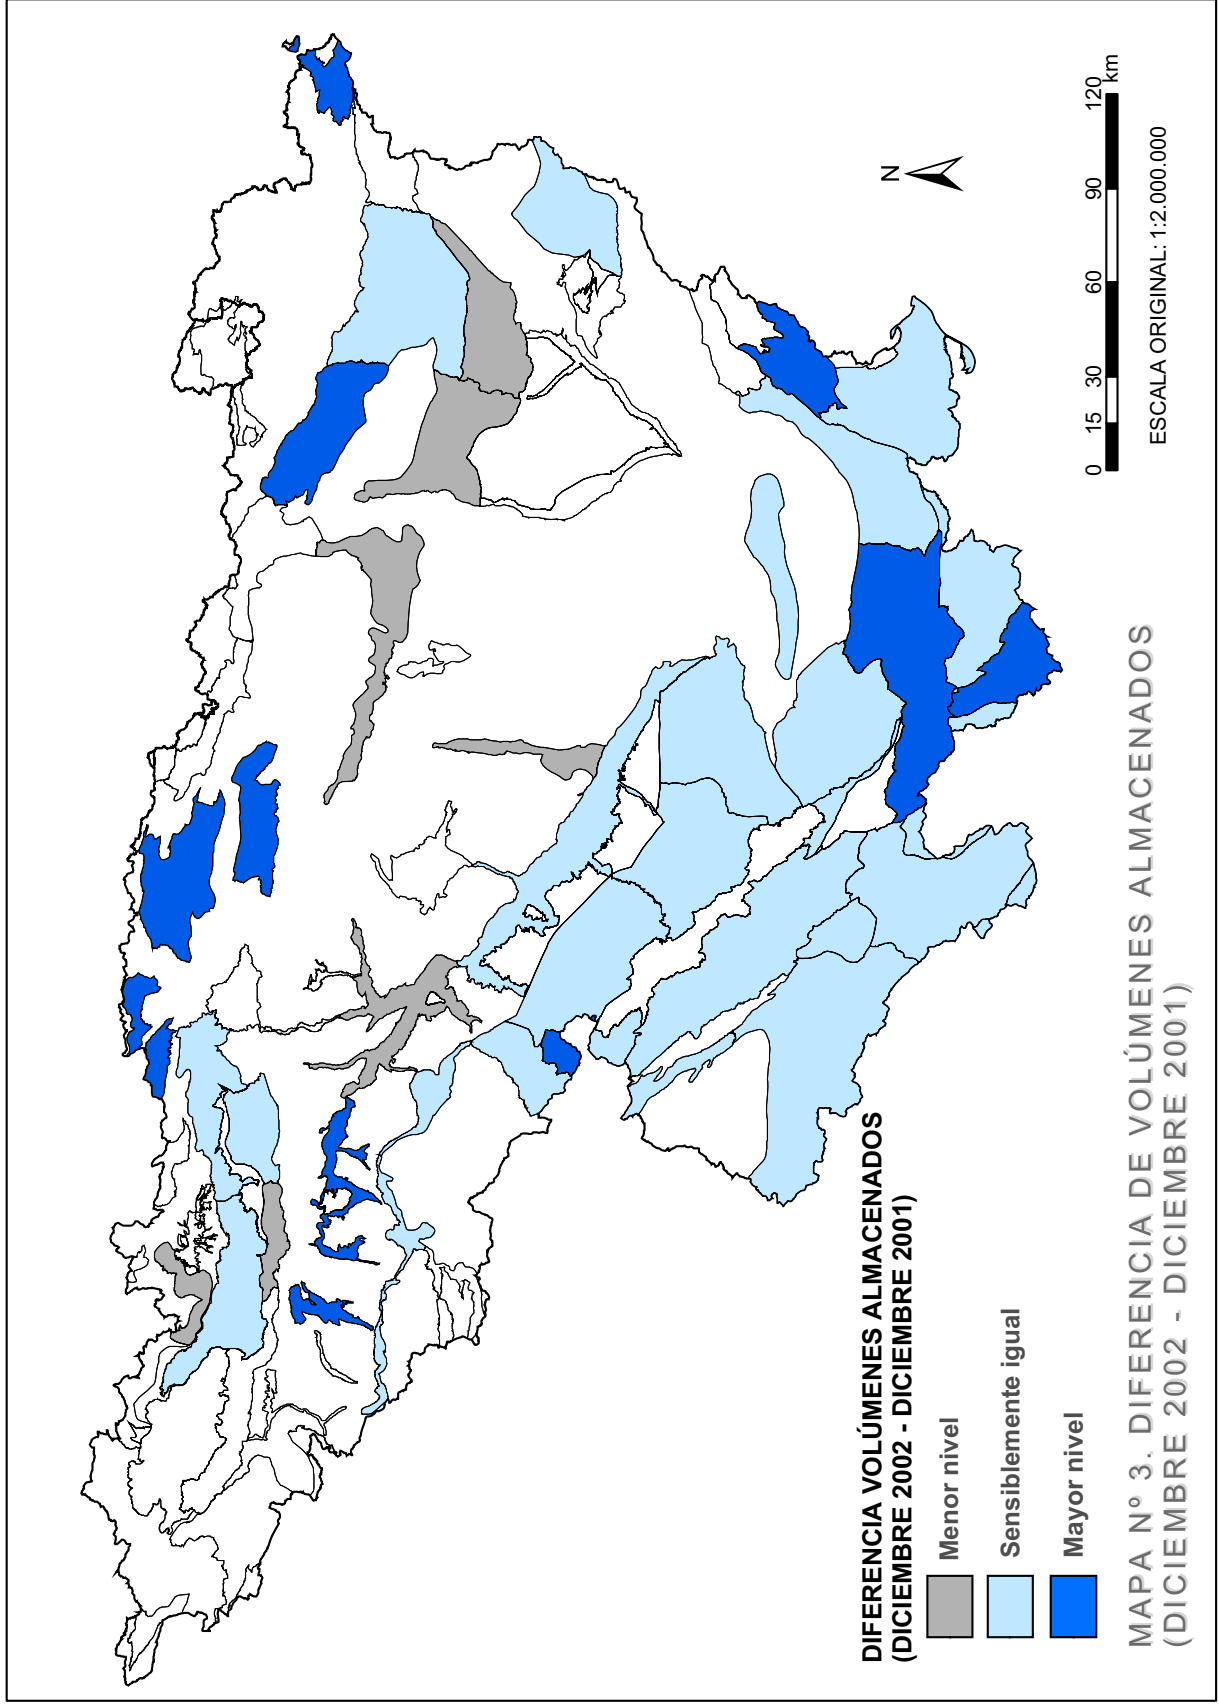 N
0 15 30 60 90 120
km
ESCALA ORIGINAL: 1:2.000.000
DIFERENCIA VOLÚMENES ALMACENADOS
(DICIEMBRE 2002 - DICIEMBRE 2001)
Menor nivel
Sensiblemente igual
Mayor nivel
MAPA Nº 3. DIFERENCIA DE VOLÚMENES ALMACENADOS
(DICIEMBRE 2002 - DICIEMBRE 2001)